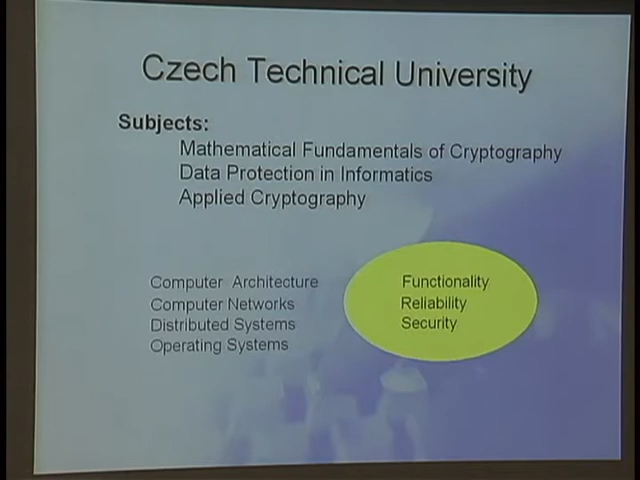 Czech Technical University
Subjects:
Mathematical Fundamentals of Cryptography
Data Protection in Informatics
Applied Cryptography
Computer Architecture
Computer Networks
Distributed Systems
Operating Systems
Functionality
Reliability
Security